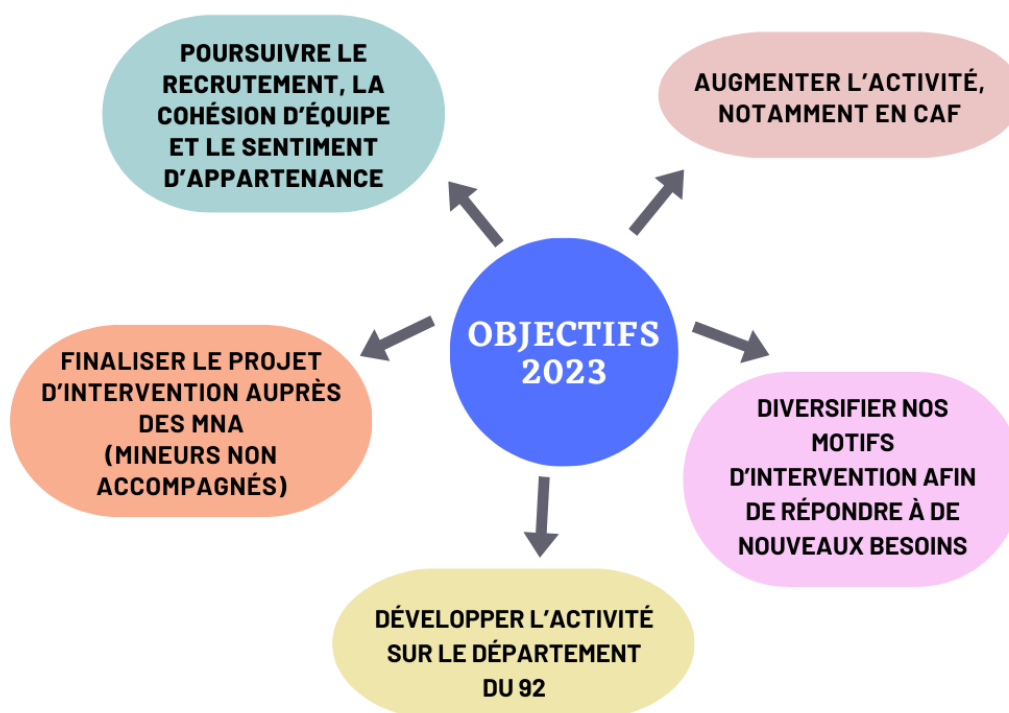 POURSUIVRE LE
RECRUTEMENT, LA
COHÉSION D'ÉQUIPE
ET LE SENTIMENT
D'APPARTENANCE
AUGMENTER L'ACTIVITÉ,
NOTAMMENT EN CAF
OBJECTIFS
2023
FINALISER LE PROJET
D'INTERVENTION AUPRÈS
DES MNA
(MINEURS NON
ACCOMPAGNÉS)
DIVERSIFIER NOS
MOTIFS
D'INTERVENTION AFIN
DE RÉPONDRE À DE
NOUVEAUX BESOINS
DÉVELOPPER L'ACTIVITÉ
SUR LE DÉPARTEMENT
DU 92